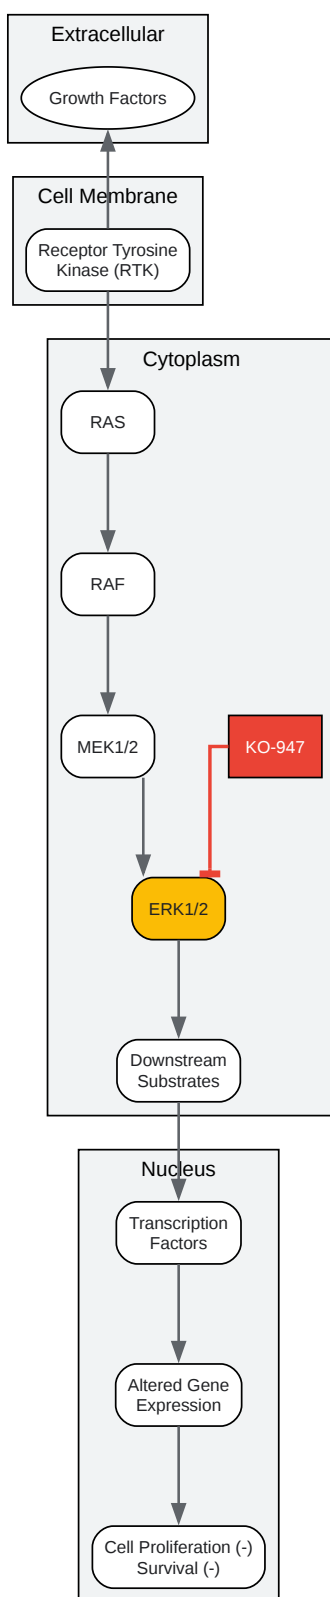 Extracellular
Growth Factors
Cell Membrane
Receptor Tyrosine
Kinase (RTK)
Cytoplasm
RAS
RAF
MEK1/2
KO-947
ERK1/2
Downstream
Substrates
Nucleus
Transcription
Factors
Altered Gene
Expression
Cell Proliferation (-)
Survival (-)